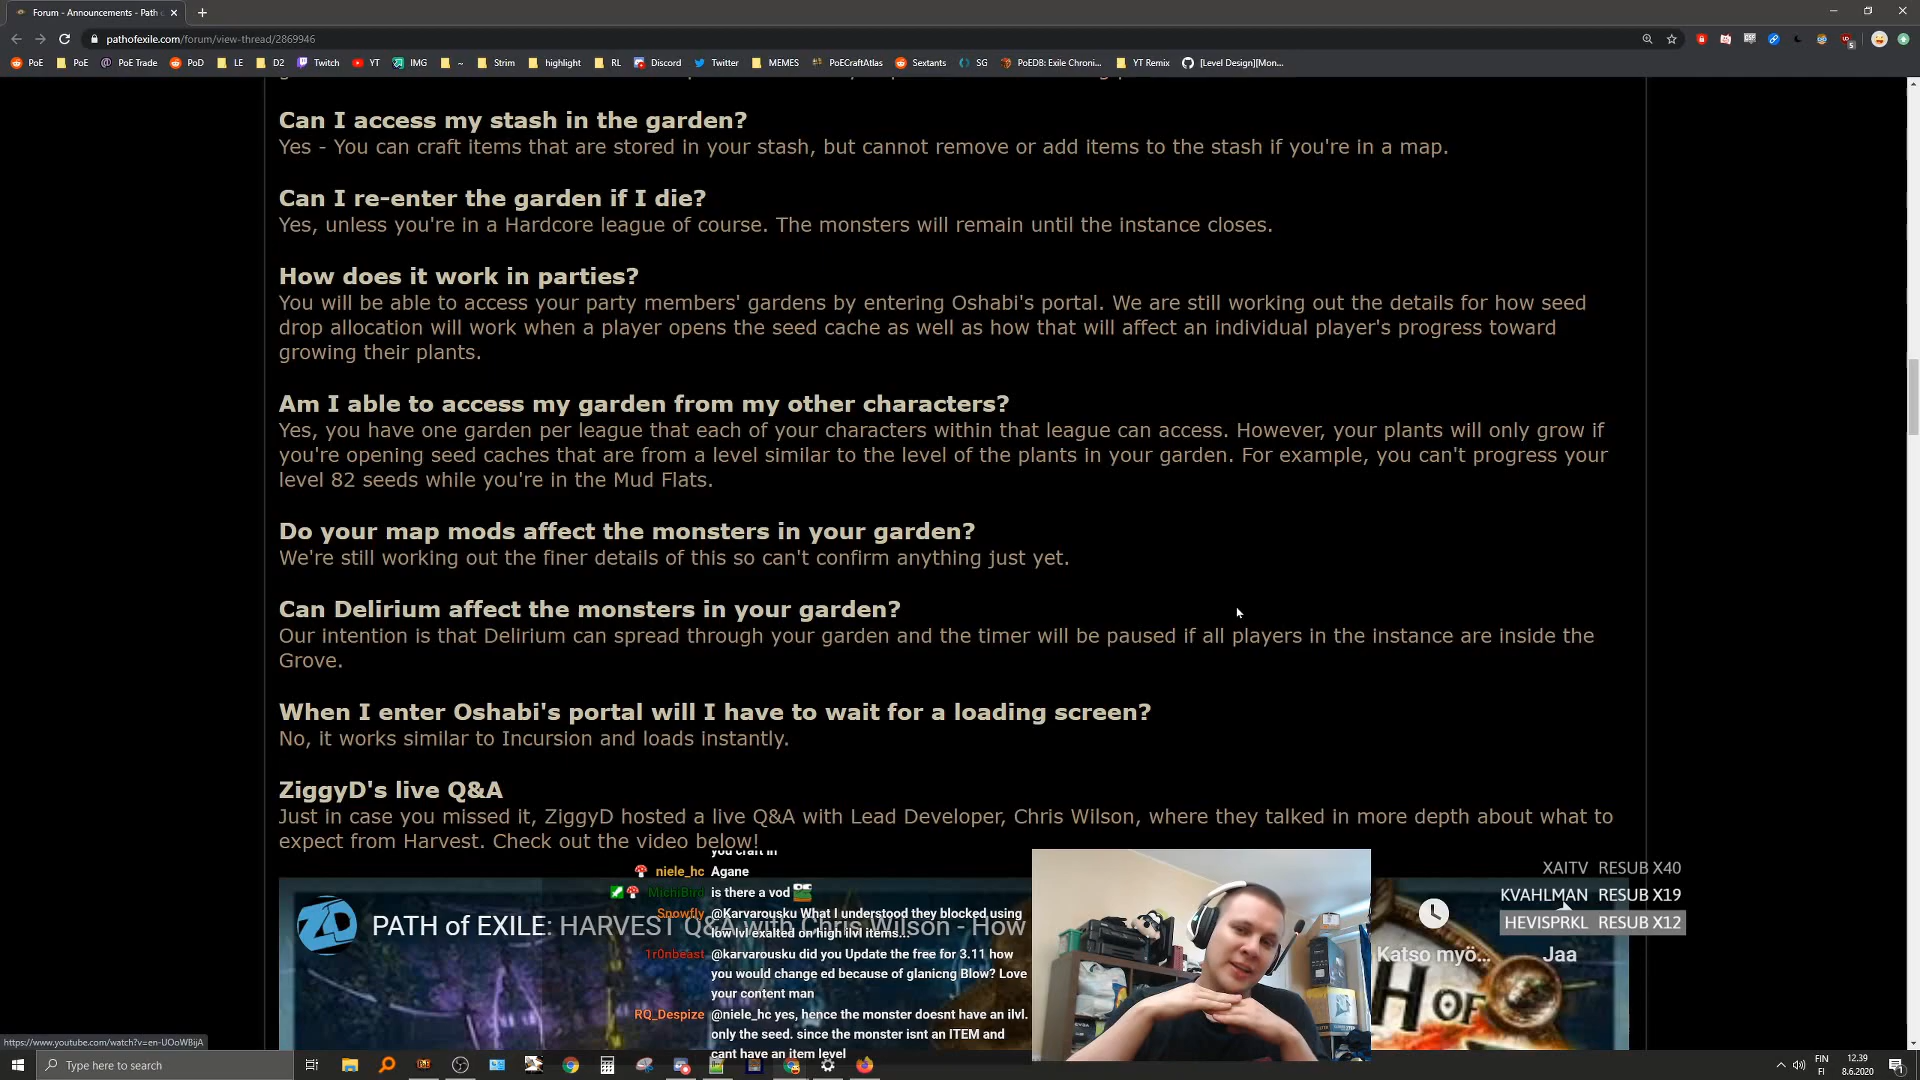 Forum - Announcements - Path
pathofexile.com/forum/view-thread/2869946
PoE PoE PoE Trade PoD LE D2 Twitch YT IMG ~ Strim highlight RL Discord Twitter MEMES PoECraftAtlas Sextants SG PoEDB: Exile Chroni... YT Remix [Level Design][Mon...
Can I access my stash in the garden?
Yes - You can craft items that are stored in your stash, but cannot remove or add items to the stash if you're in a map.
Can I re-enter the garden if I die?
Yes, unless you're in a Hardcore league of course. The monsters will remain until the instance closes.
How does it work in parties?
You will be able to access your party members' gardens by entering Oshabi's portal. We are still working out the details for how seed
drop allocation will work when a player opens the seed cache as well as how that will affect an individual player's progress toward
growing their plants.
Am I able to access my garden from my other characters?
Yes, you have one garden per league that each of your characters within that league can access. However, your plants will only grow if
you're opening seed caches that are from a level similar to the level of the plants in your garden. For example, you can't progress your
level 82 seeds while you're in the Mud Flats.
Do your map mods affect the monsters in your garden?
We're still working out the finer details of this so can't confirm anything just yet.
Can Delirium affect the monsters in your garden?
Our intention is that Delirium can spread through your garden and the timer will be paused if all players in the instance are inside the
Grove.
When I enter Oshabi's portal will I have to wait for a loading screen?
No, it works similar to Incursion and loads instantly.
ZiggyD's live Q&A
Just in case you missed it, ZiggyD hosted a live Q&A with Lead Developer, Chris Wilson, where they talked in more depth about what to
expect from Harvest. Check out the video below!
you craft in
niele_hc Agane
MichiBird is there a vod
Snowfly @Karvarousku What I understood they blocked using
low lvl exalted on high ilvl items...
1r0nbeast @karvarousku did you Update the free for 3.11 how
you would change ed because of glanicng Blow? Love
your content man
RQ_Despize @niele_hc yes, hence the monster doesnt have an ilvl.
only the seed. since the monster isnt an ITEM and
cant have an item level
PATH of EXILE: HARVEST Q&A with Chris Wilson - How
XAITV RESUB X40
KVAHLMAN RESUB X19
HEVISPRKL RESUB X12
Katso myö... Jaa
H OF
https://www.youtube.com/watch?v=en-UOoWBijA
Type here to search
FIN
FI
12.39
8.6.2020